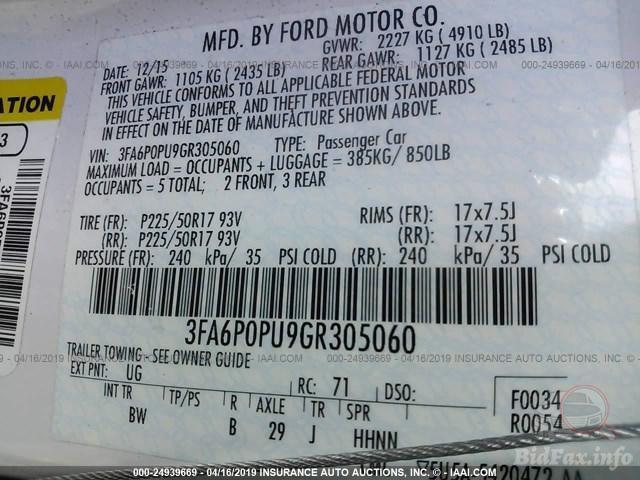 MFD. BY FORD MOTOR CO.
DATE: 12/15 GVWR: 2227 KG ( 4910 LB)
FRONT GAWR: 1105 KG ( 2435 LB) REAR GAWR: 1127 KG ( 2485 LB)
THIS VEHICLE CONFORMS TO ALL APPLICABLE FEDERAL MOTOR
VEHICLE SAFETY, BUMPER, AND THEFT PREVENTION STANDARDS
IN EFFECT ON THE DATE OF MANUFACTURE SHOWN ABOVE.
VIN: 3FA6P0PU9GR305060 TYPE: Passenger Car
MAXIMUM LOAD = OCCUPANTS + LUGGAGE = 385KG/ 850LB
OCCUPANTS = 5 TOTAL; 2 FRONT, 3 REAR
TIRE (FR): P225/50R17 93V RIMS (FR): 17x7.5J
(RR): P225/50R17 93V (RR): 17x7.5J
PRESSURE (FR): 240 kPa/ 35 PSI COLD (RR): 240 kPa/ 35 PSI COLD
3FA6P0PU9GR305060
TRAILER TOWING - SEE OWNER GUIDE
EXT PNT: UG RC: 71 DSO:
INT TR TP/PS R AXLE TR SPR
BW B 29 J HHNN
F0034
R0054
000-24939669 - 04/16/2019 INSURANCE AUTO AUCTIONS, INC.
BidFax.info